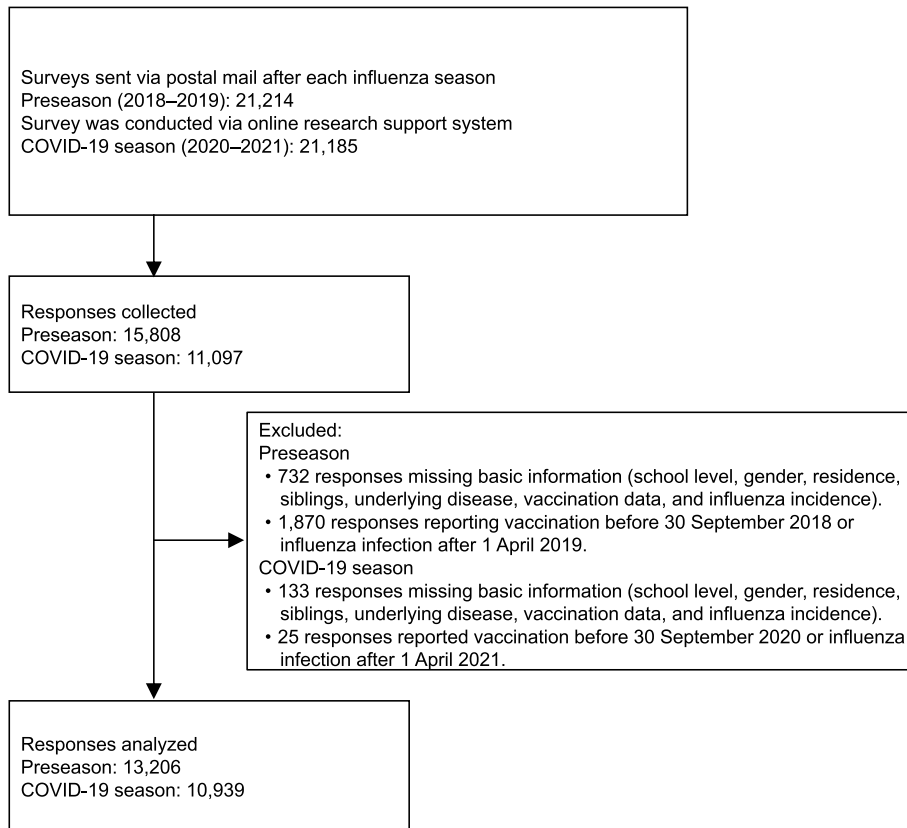 Surveys sent via postal mail after each influenza season
Preseason (2018–2019): 21,214
Survey was conducted via online research support system
COVID-19 season (2020–2021): 21,185
Responses collected
Preseason: 15,808
COVID-19 season: 11,097
Excluded:
Preseason
• 732 responses missing basic information (school level, gender, residence,
siblings, underlying disease, vaccination data, and influenza incidence).
• 1,870 responses reporting vaccination before 30 September 2018 or
influenza infection after 1 April 2019.
COVID-19 season
• 133 responses missing basic information (school level, gender, residence,
siblings, underlying disease, vaccination data, and influenza incidence).
• 25 responses reported vaccination before 30 September 2020 or influenza
infection after 1 April 2021.
Responses analyzed
Preseason: 13,206
COVID-19 season: 10,939